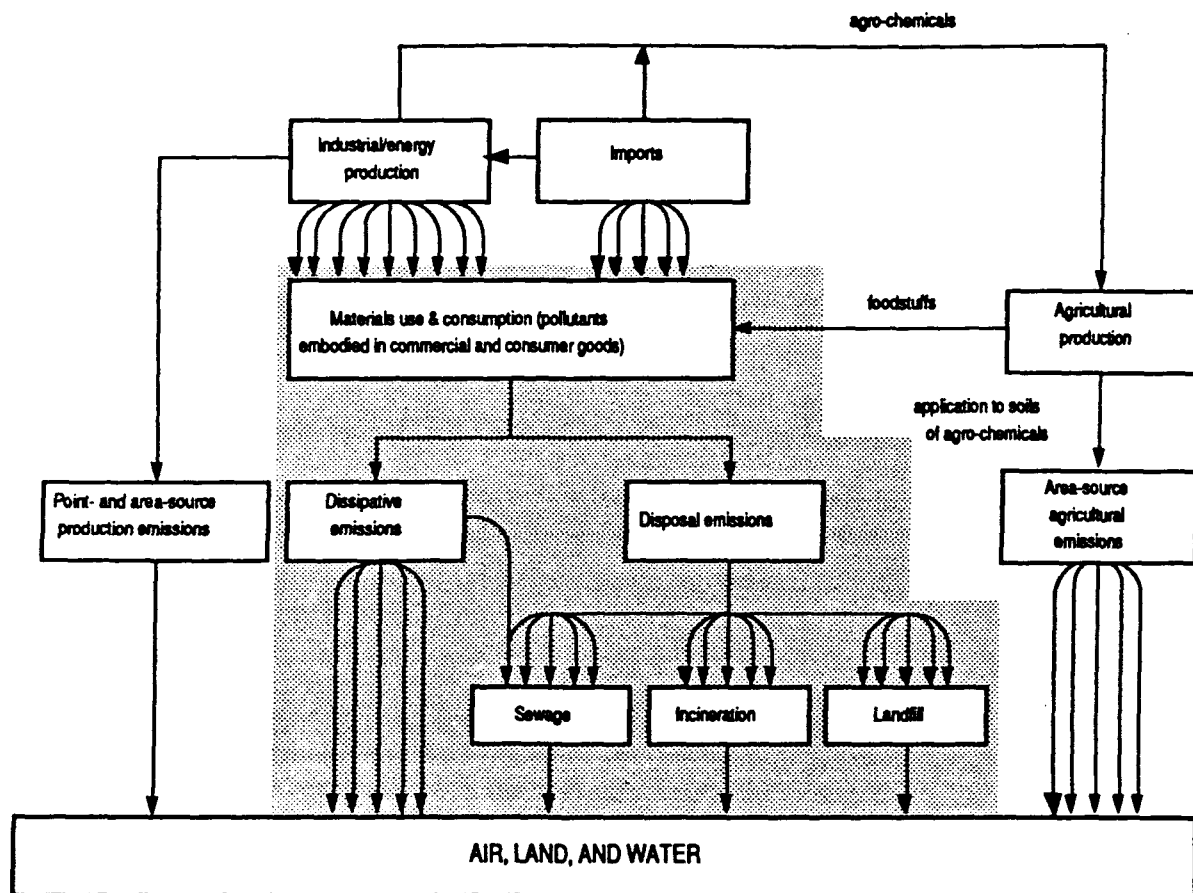 agro-chemicals
Industrial/energy
production
Imports
Materials use & consumption (pollutants
embodied in commercial and consumer goods)
foodstuffs
Agricultural
production
application to soils
of agro-chemicals
Point- and area-source
production emissions
Dissipative
emissions
Disposal emissions
Area-source
agricultural
emissions
Sewage
Incineration
Landfill
AIR, LAND, AND WATER